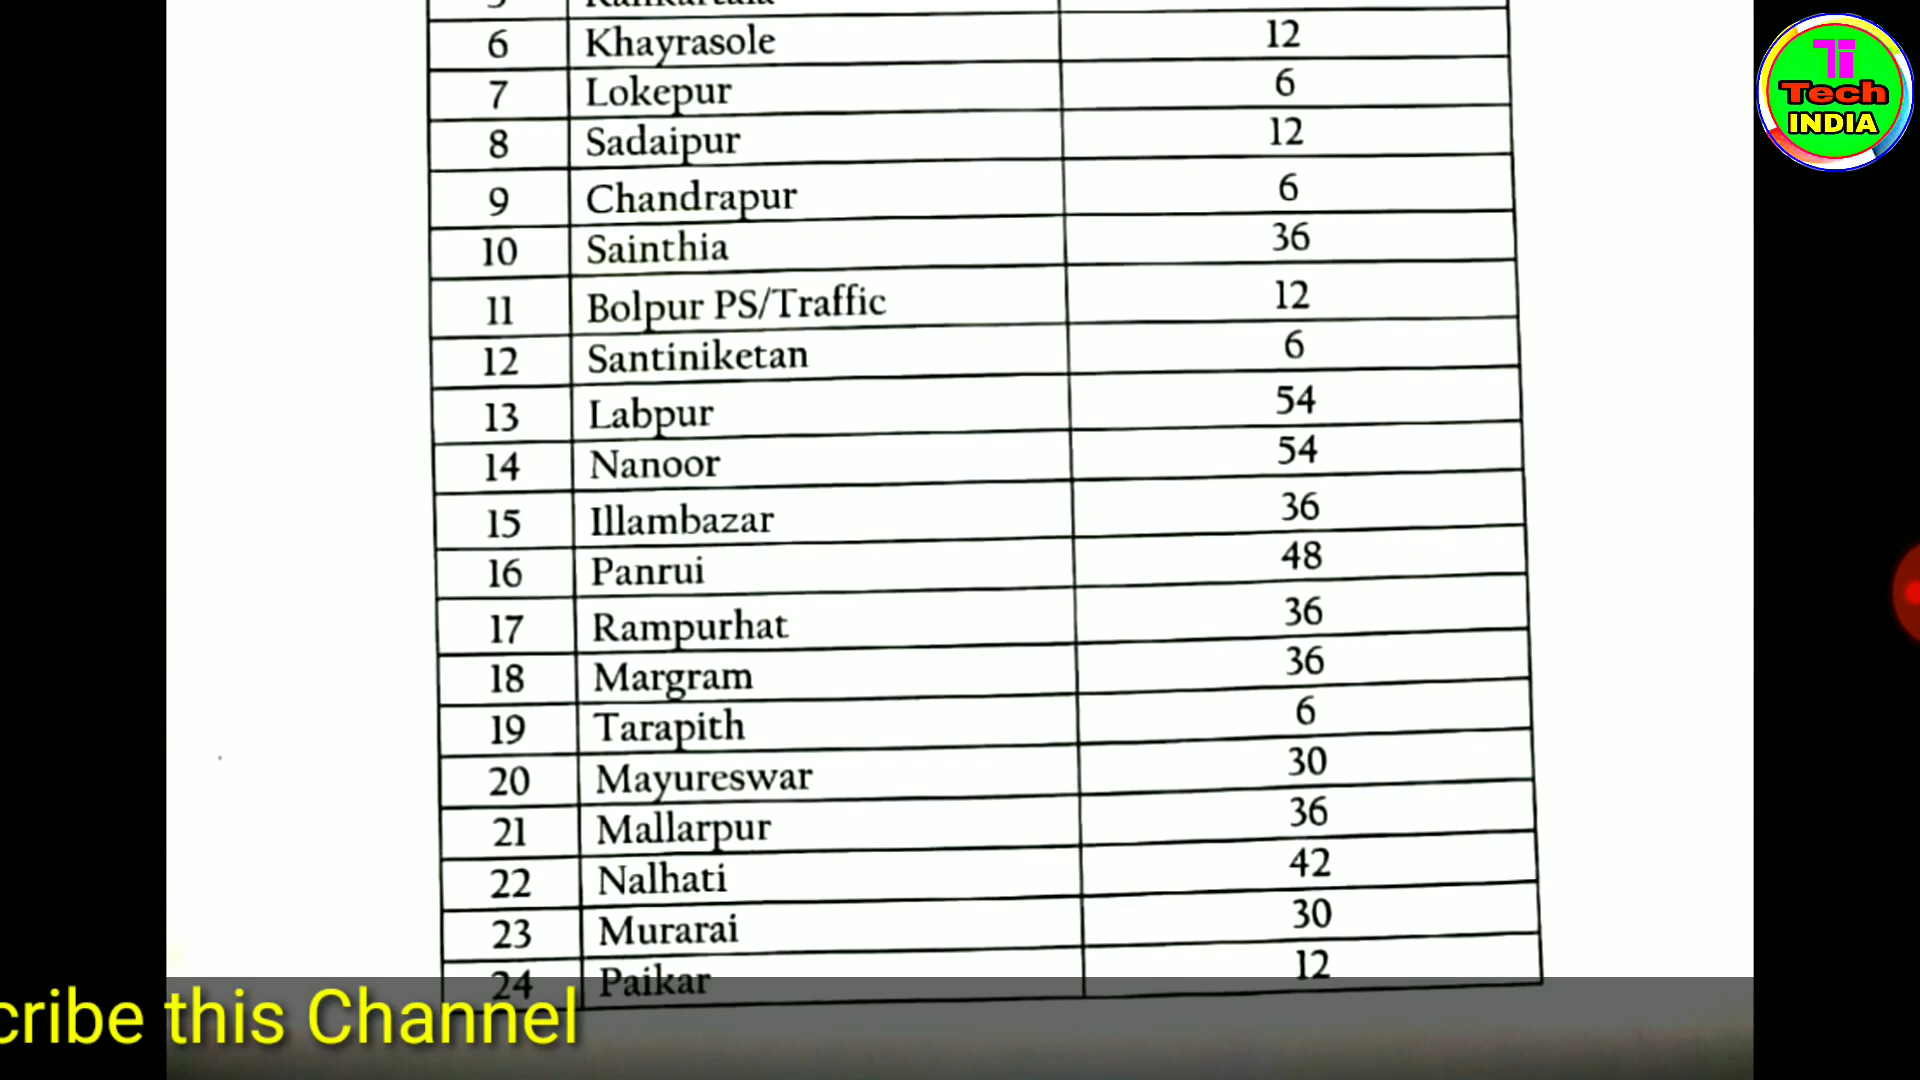 6 Khayrasole 12
7 Lokepur 6
8 Sadaipur 12
9 Chandrapur 6
10 Sainthia 36
11 Bolpur PS/Traffic 12
12 Santiniketan 6
13 Labpur 54
14 Nanoor 54
15 Illambazar 36
16 Panrui 48
17 Rampurhat 36
18 Margram 36
19 Tarapith 6
20 Mayureswar 30
21 Mallarpur 36
22 Nalhati 42
23 Murarai 30
24 Paikar 12
cribe this Channel
Ti
Tech
INDIA